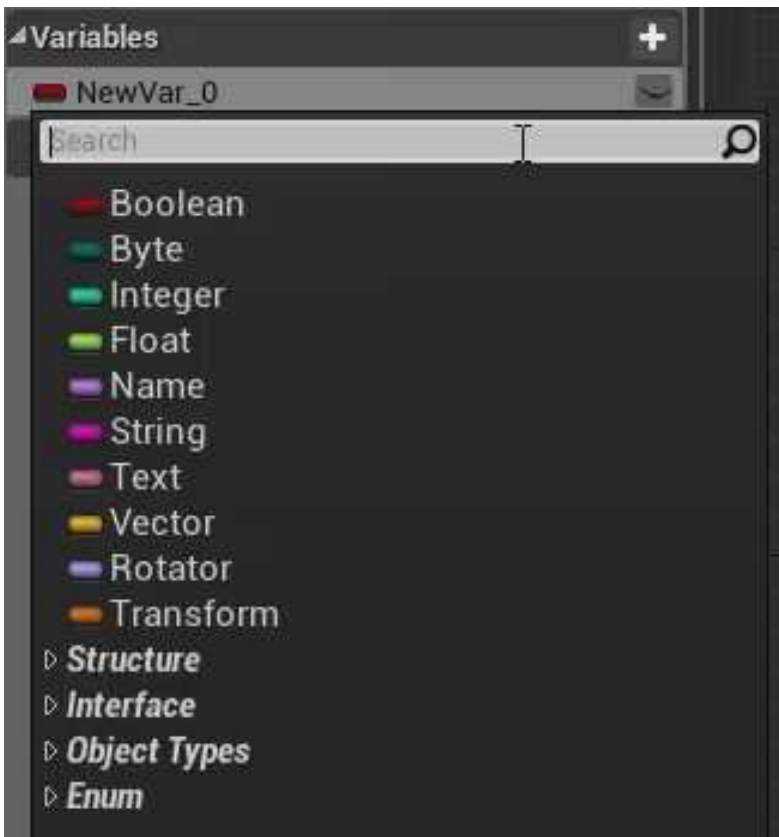 Variables
NewVar_0
Search
Boolean
Byte
Integer
Float
Name
String
Text
Vector
Rotator
Transform
Structure
Interface
Object Types
Enum